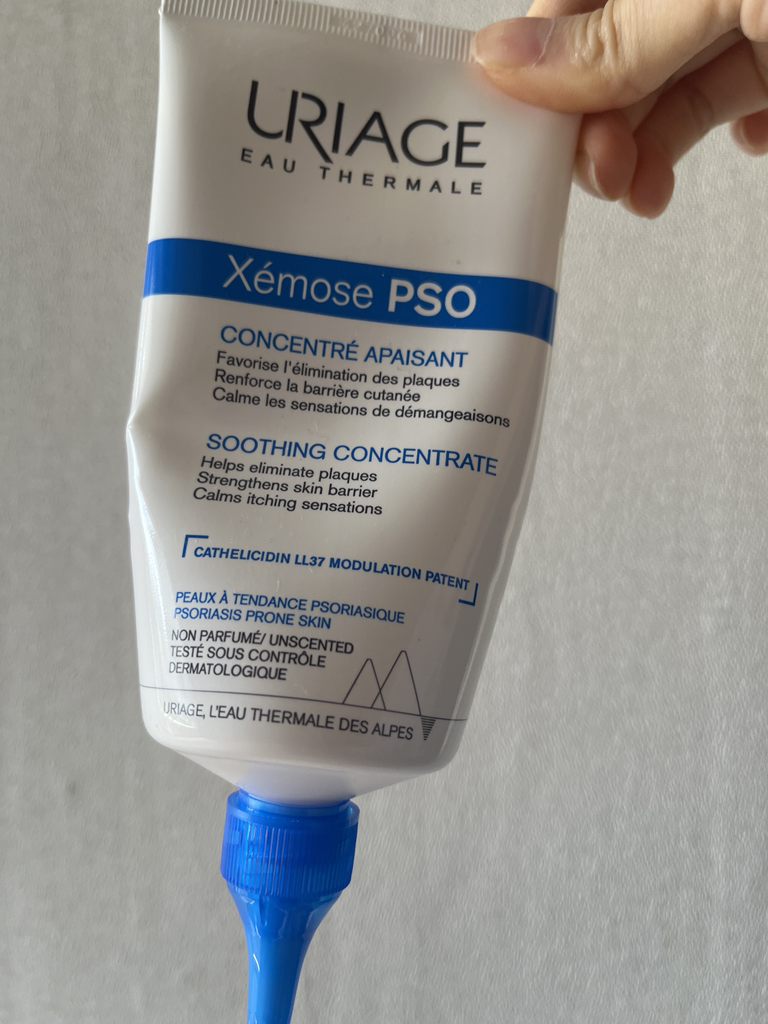 URIAGE
EAU THERMALE
Xémose PSO
CONCENTRÉ APAISANT
Favorise l'élimination des plaques
Renforce la barrière cutanée
Calme les sensations de démangeaisons
SOOTHING CONCENTRATE
Helps eliminate plaques
Strengthens skin barrier
Calms itching sensations
CATHELICIDIN LL37 MODULATION PATENT
PEAUX À TENDANCE PSORIASIQUE
PSORIASIS PRONE SKIN
NON PARFUMÉ/ UNSCENTED
TESTÉ SOUS CONTRÔLE
DERMATOLOGIQUE
URIAGE, L'EAU THERMALE DES ALPES